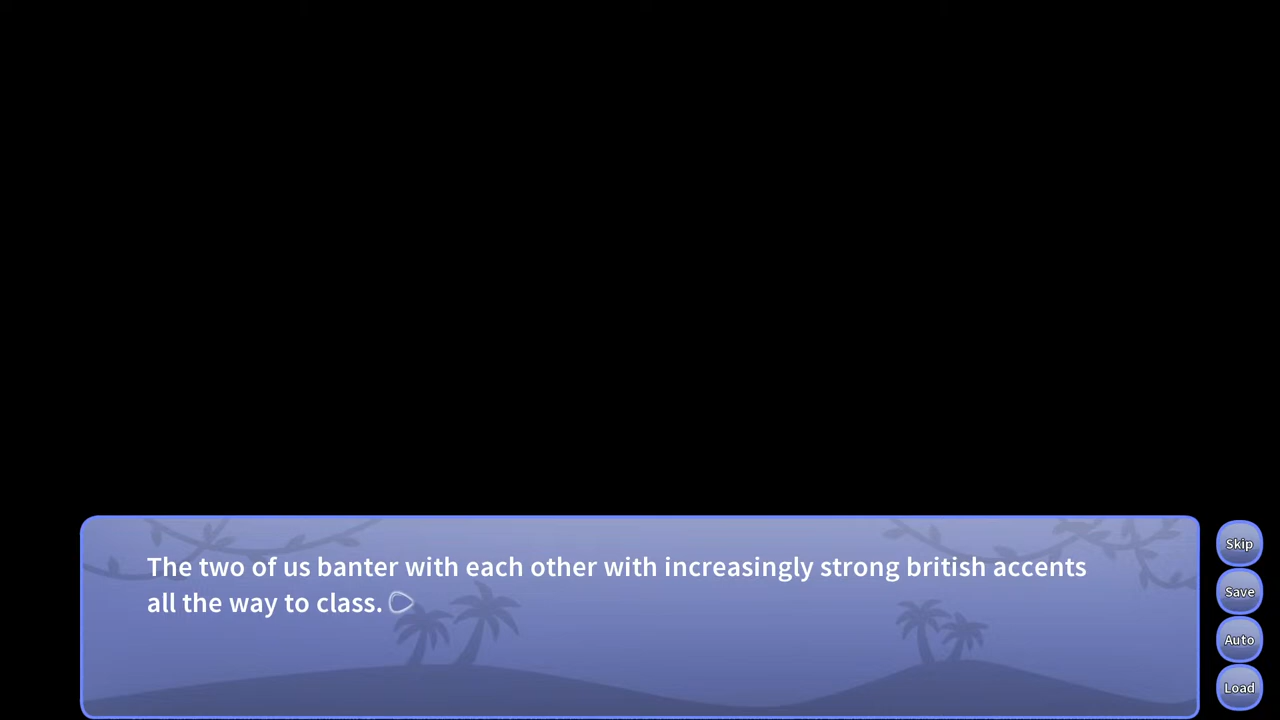 The two of us banter with each other with increasingly strong british accents
all the way to class.
Skip
Save
Auto
Load